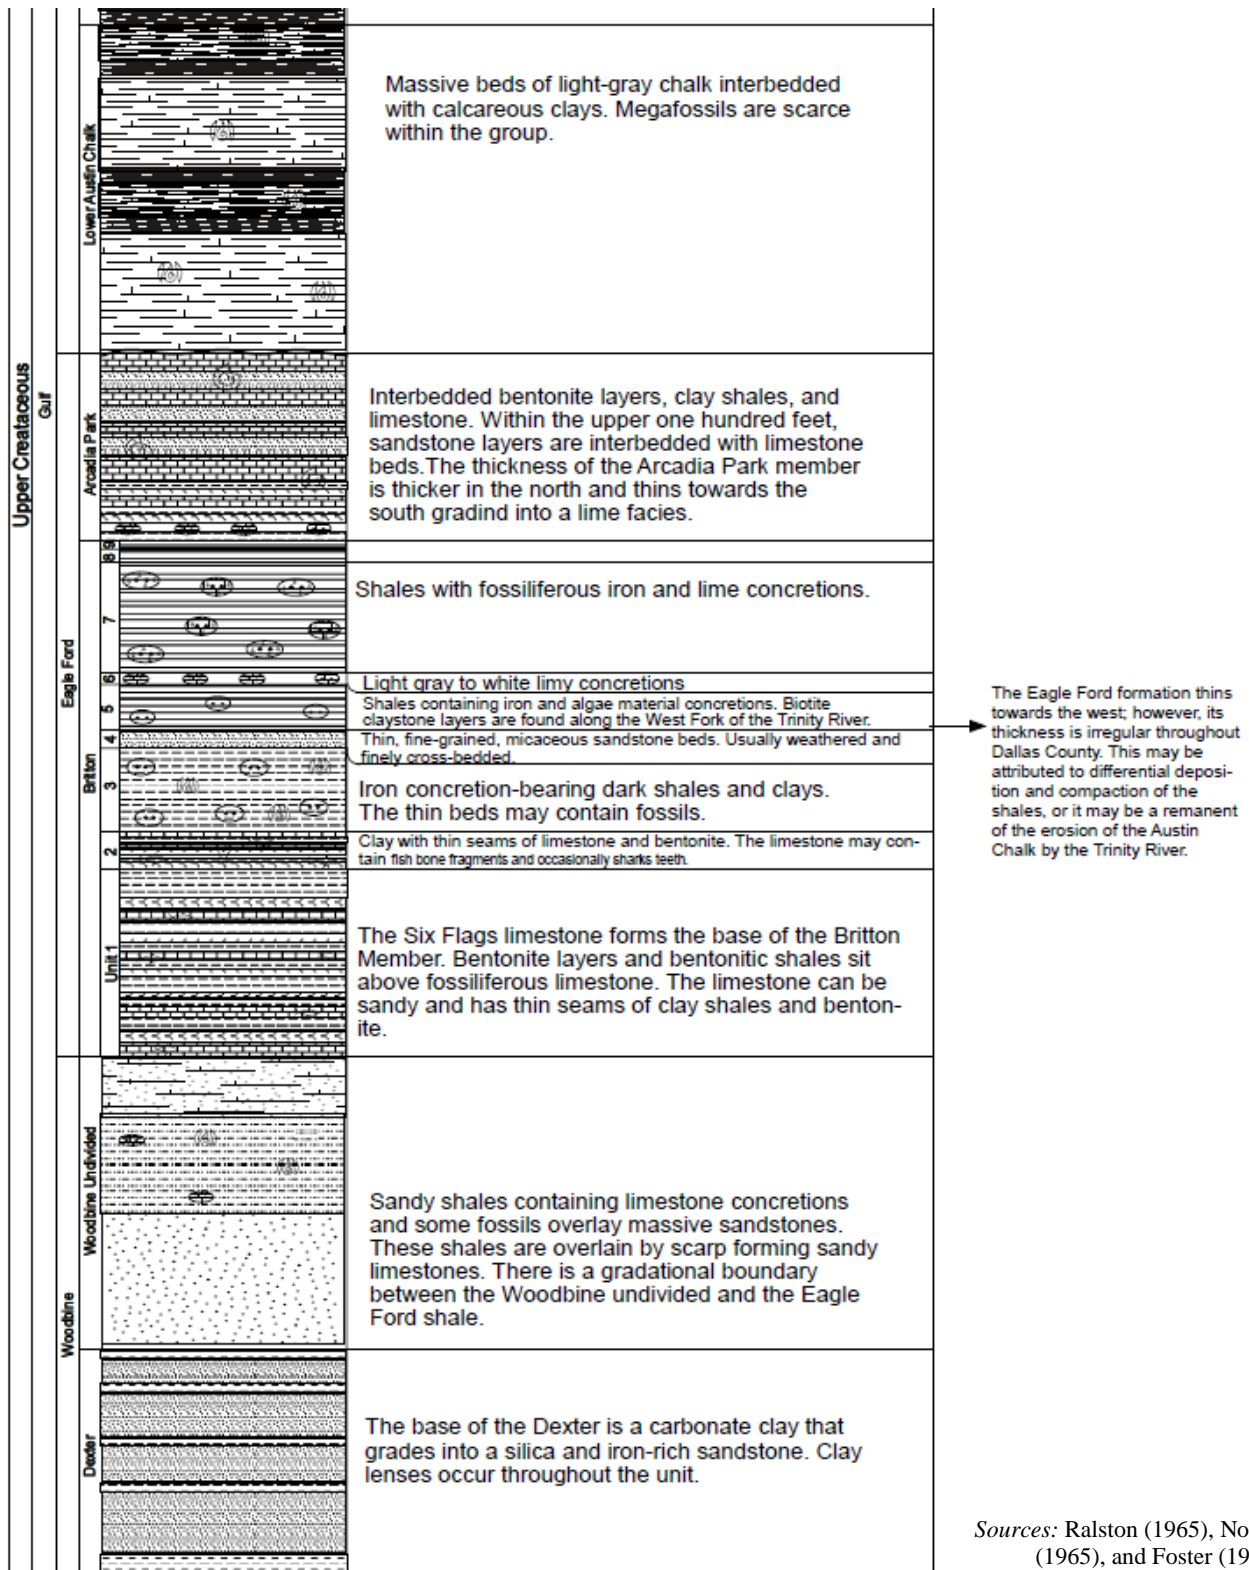 Upper Creataceous
Gulf
Lower Austin Chalk
Massive beds of light-gray chalk interbedded
with calcareous clays. Megafossils are scarce
within the group.
Arcadia Park
Interbedded bentonite layers, clay shales, and
limestone. Within the upper one hundred feet,
sandstone layers are interbedded with limestone
beds.The thickness of the Arcadia Park member
is thicker in the north and thins towards the
south gradind into a lime facies.
Eagle Ford
Britton
9
8
7
Shales with fossiliferous iron and lime concretions.
6
Light gray to white limy concretions
5
Shales containing iron and algae material concretions. Biotite
claystone layers are found along the West Fork of the Trinity River.
4
Thin, fine-grained, micaceous sandstone beds. Usually weathered and
finely cross-bedded.
3
Iron concretion-bearing dark shales and clays.
The thin beds may contain fossils.
2
Clay with thin seams of limestone and bentonite. The limestone may con-
tain fish bone fragments and occasionally sharks teeth.
Unit 1
The Six Flags limestone forms the base of the Britton
Member. Bentonite layers and bentonitic shales sit
above fossiliferous limestone. The limestone can be
sandy and has thin seams of clay shales and benton-
ite.
The Eagle Ford formation thins
towards the west; however, its
thickness is irregular throughout
Dallas County. This may be
attributed to differential deposi-
tion and compaction of the
shales, or it may be a remanent
of the erosion of the Austin
Chalk by the Trinity River.
Woodbine
Woodbine Undivided
Sandy shales containing limestone concretions
and some fossils overlay massive sandstones.
These shales are overlain by scarp forming sandy
limestones. There is a gradational boundary
between the Woodbine undivided and the Eagle
Ford shale.
Dexter
The base of the Dexter is a carbonate clay that
grades into a silica and iron-rich sandstone. Clay
lenses occur throughout the unit.
Sources: Ralston (1965), No
(1965), and Foster (19